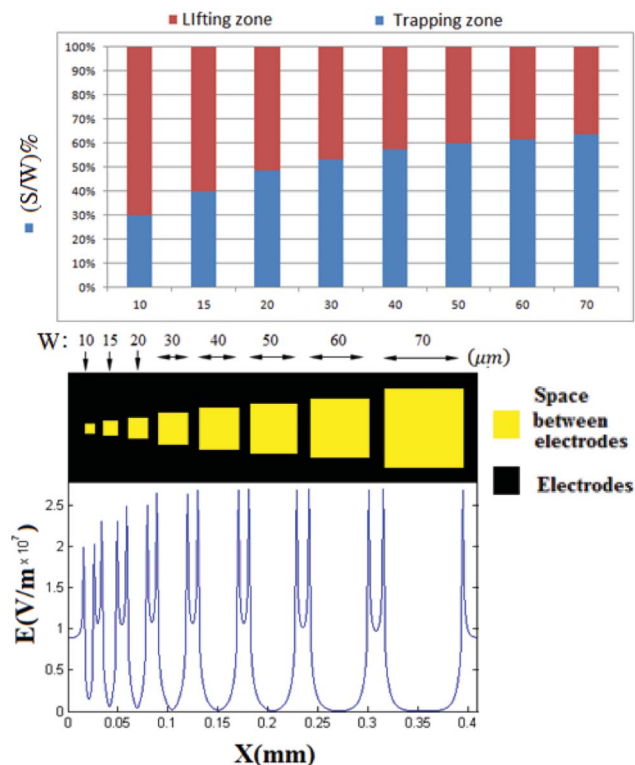 LIfting zone Trapping zone
100%
90%
80%
70%
60%
50%
40%
30%
20%
10%
0%
(S/W)%
10 15 20 30 40 50 60 70
W: 10 15 20 30 40 50 60 70
(μm)
Space
between
electrodes
Electrodes
2.5
2
1.5
1
0.5
0
E(V/m×10⁷)
0 0.05 0.1 0.15 0.2 0.25 0.3 0.35 0.4
X(mm)